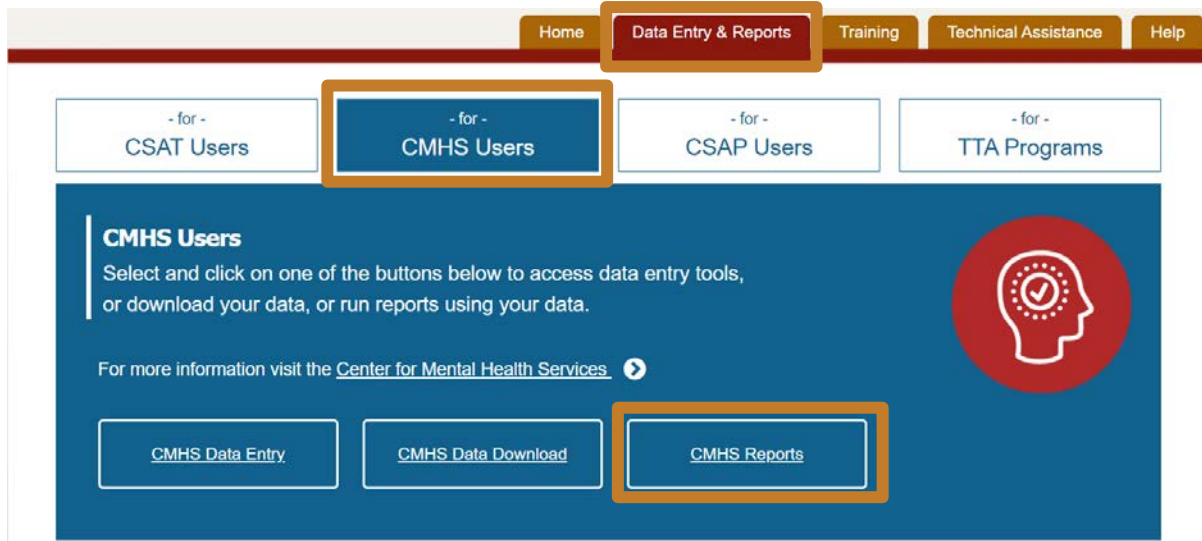 Home Data Entry & Reports Training Technical Assistance Help
- for -
CSAT Users
- for -
CMHS Users
- for -
CSAP Users
- for -
TTA Programs
CMHS Users
Select and click on one of the buttons below to access data entry tools,
or download your data, or run reports using your data.
For more information visit the Center for Mental Health Services
CMHS Data Entry
CMHS Data Download
CMHS Reports